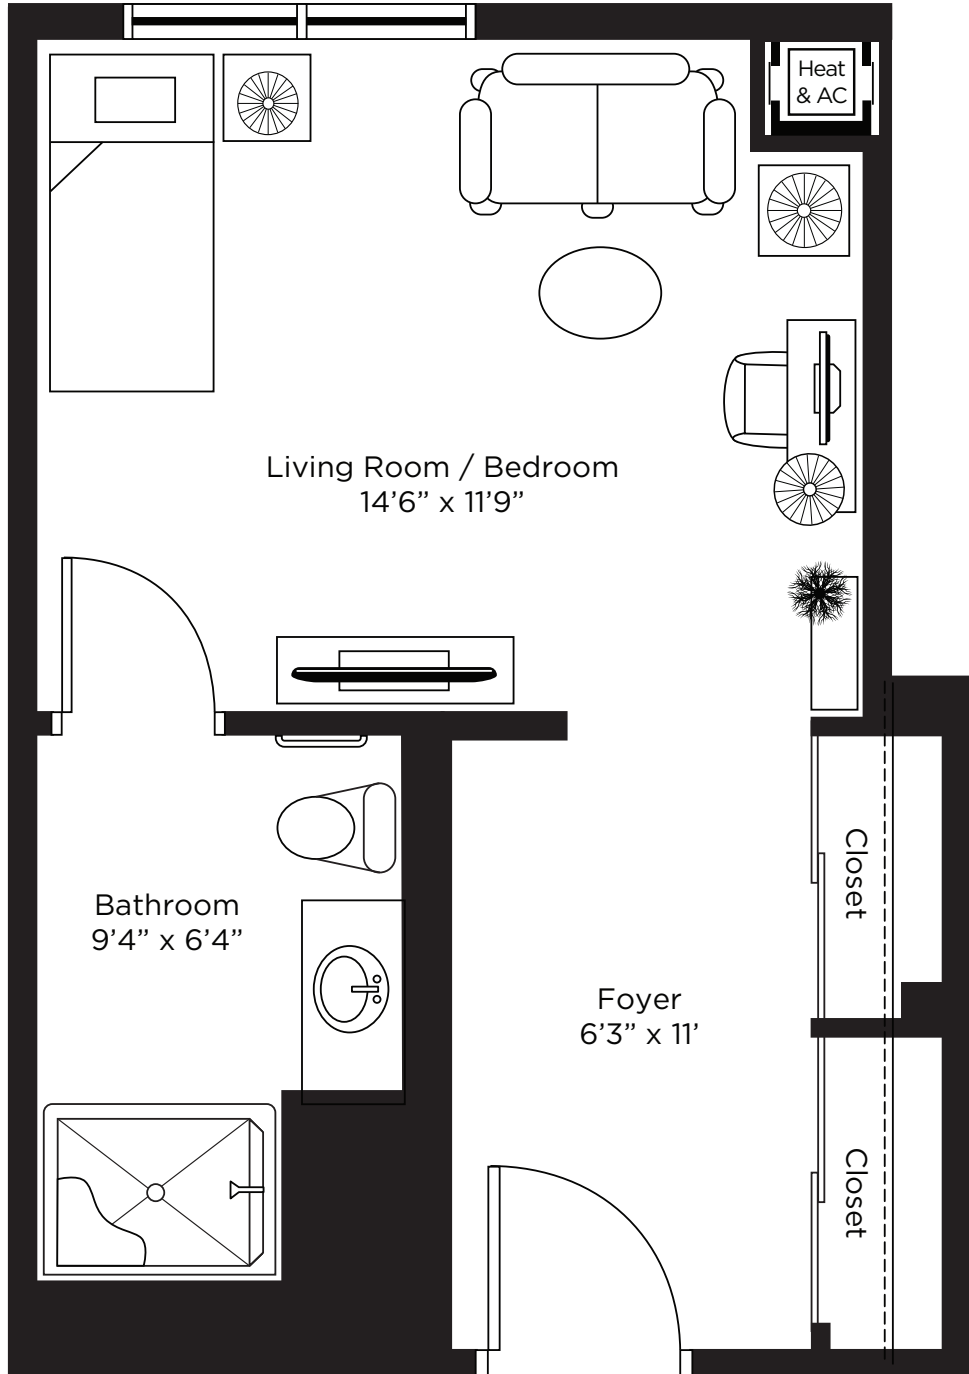 Heat
& AC
Living Room / Bedroom
14’6” x 11’9”
Closet
Bathroom
9’4” x 6’4”
Foyer
6’3” x 11’
Closet